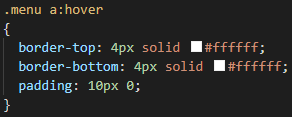 .menu a:hover
{
border-top: 4px solid #ffffff;
border-bottom: 4px solid #ffffff;
padding: 10px 0;
}